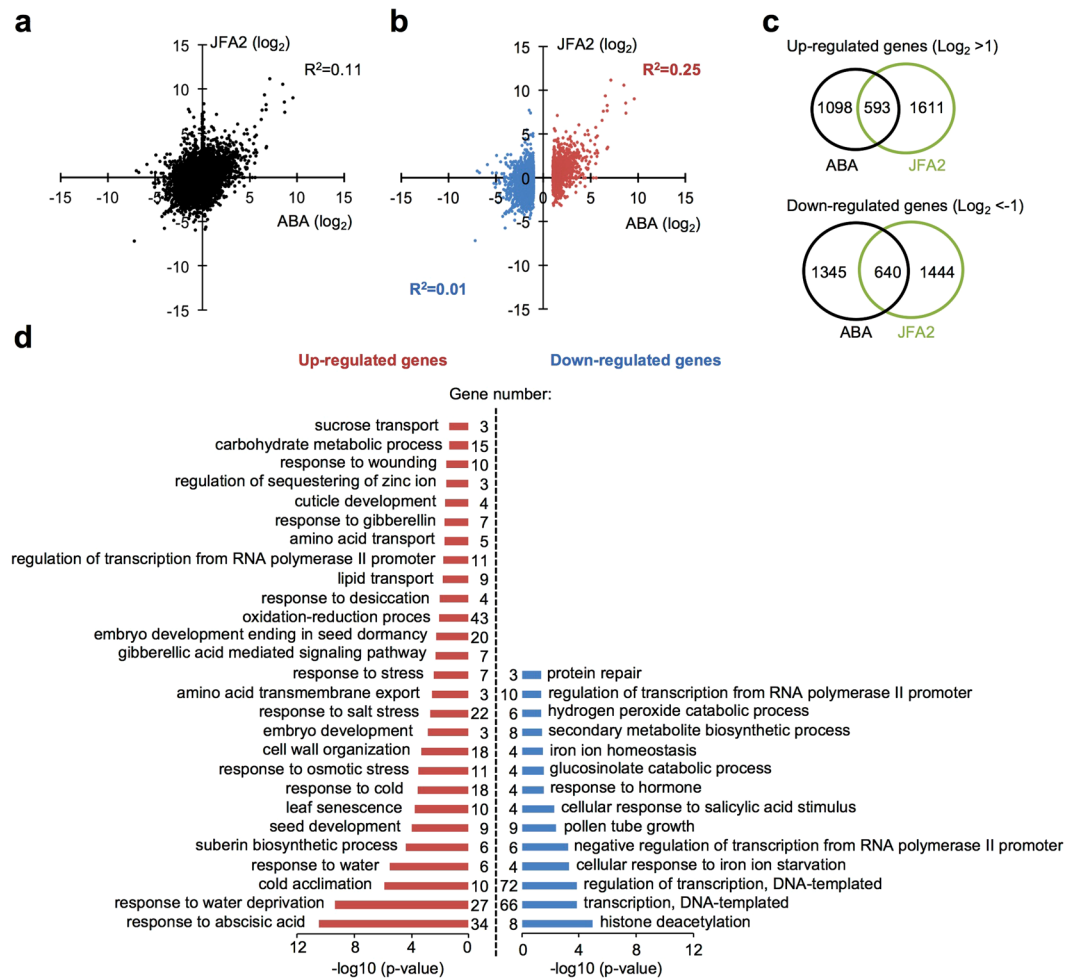 a
JFA2 (log2)
R2=0.11
15
10
5
0
-5
-10
-15
-15
-10
-5
5
10
15
ABA (log2)
b
JFA2 (log2)
R2=0.25
15
10
5
0
-5
-10
-15
-15
-10
-5
0
5
10
15
ABA (log2)
R2=0.01
c
Up-regulated genes (Log2 >1)
1098
593
1611
ABA
JFA2
Down-regulated genes (Log2 <-1)
1345
640
1444
ABA
JFA2
d
Up-regulated genes
Down-regulated genes
Gene number:
sucrose transport 3
carbohydrate metabolic process 15
response to wounding 10
regulation of sequestering of zinc ion 3
cuticle development 4
response to gibberellin 7
amino acid transport 5
regulation of transcription from RNA polymerase II promoter 11
lipid transport 9
response to desiccation 4
oxidation-reduction proces 43
embryo development ending in seed dormancy 20
gibberellic acid mediated signaling pathway 7
response to stress 7 3 protein repair
amino acid transmembrane export 3 10 regulation of transcription from RNA polymerase II promoter
response to salt stress 22 6 hydrogen peroxide catabolic process
embryo development 3 8 secondary metabolite biosynthetic process
cell wall organization 18 4 iron ion homeostasis
response to osmotic stress 11 4 glucosinolate catabolic process
response to cold 18 4 response to hormone
leaf senescence 10 4 cellular response to salicylic acid stimulus
seed development 9 9 pollen tube growth
suberin biosynthetic process 6 6 negative regulation of transcription from RNA polymerase II promoter
response to water 6 4 cellular response to iron ion starvation
cold acclimation 10 72 regulation of transcription, DNA-templated
response to water deprivation 27 66 transcription, DNA-templated
response to abscisic acid 34 8 histone deacetylation
12 8 4 0 0 4 8 12
-log10 (p-value) -log10 (p-value)